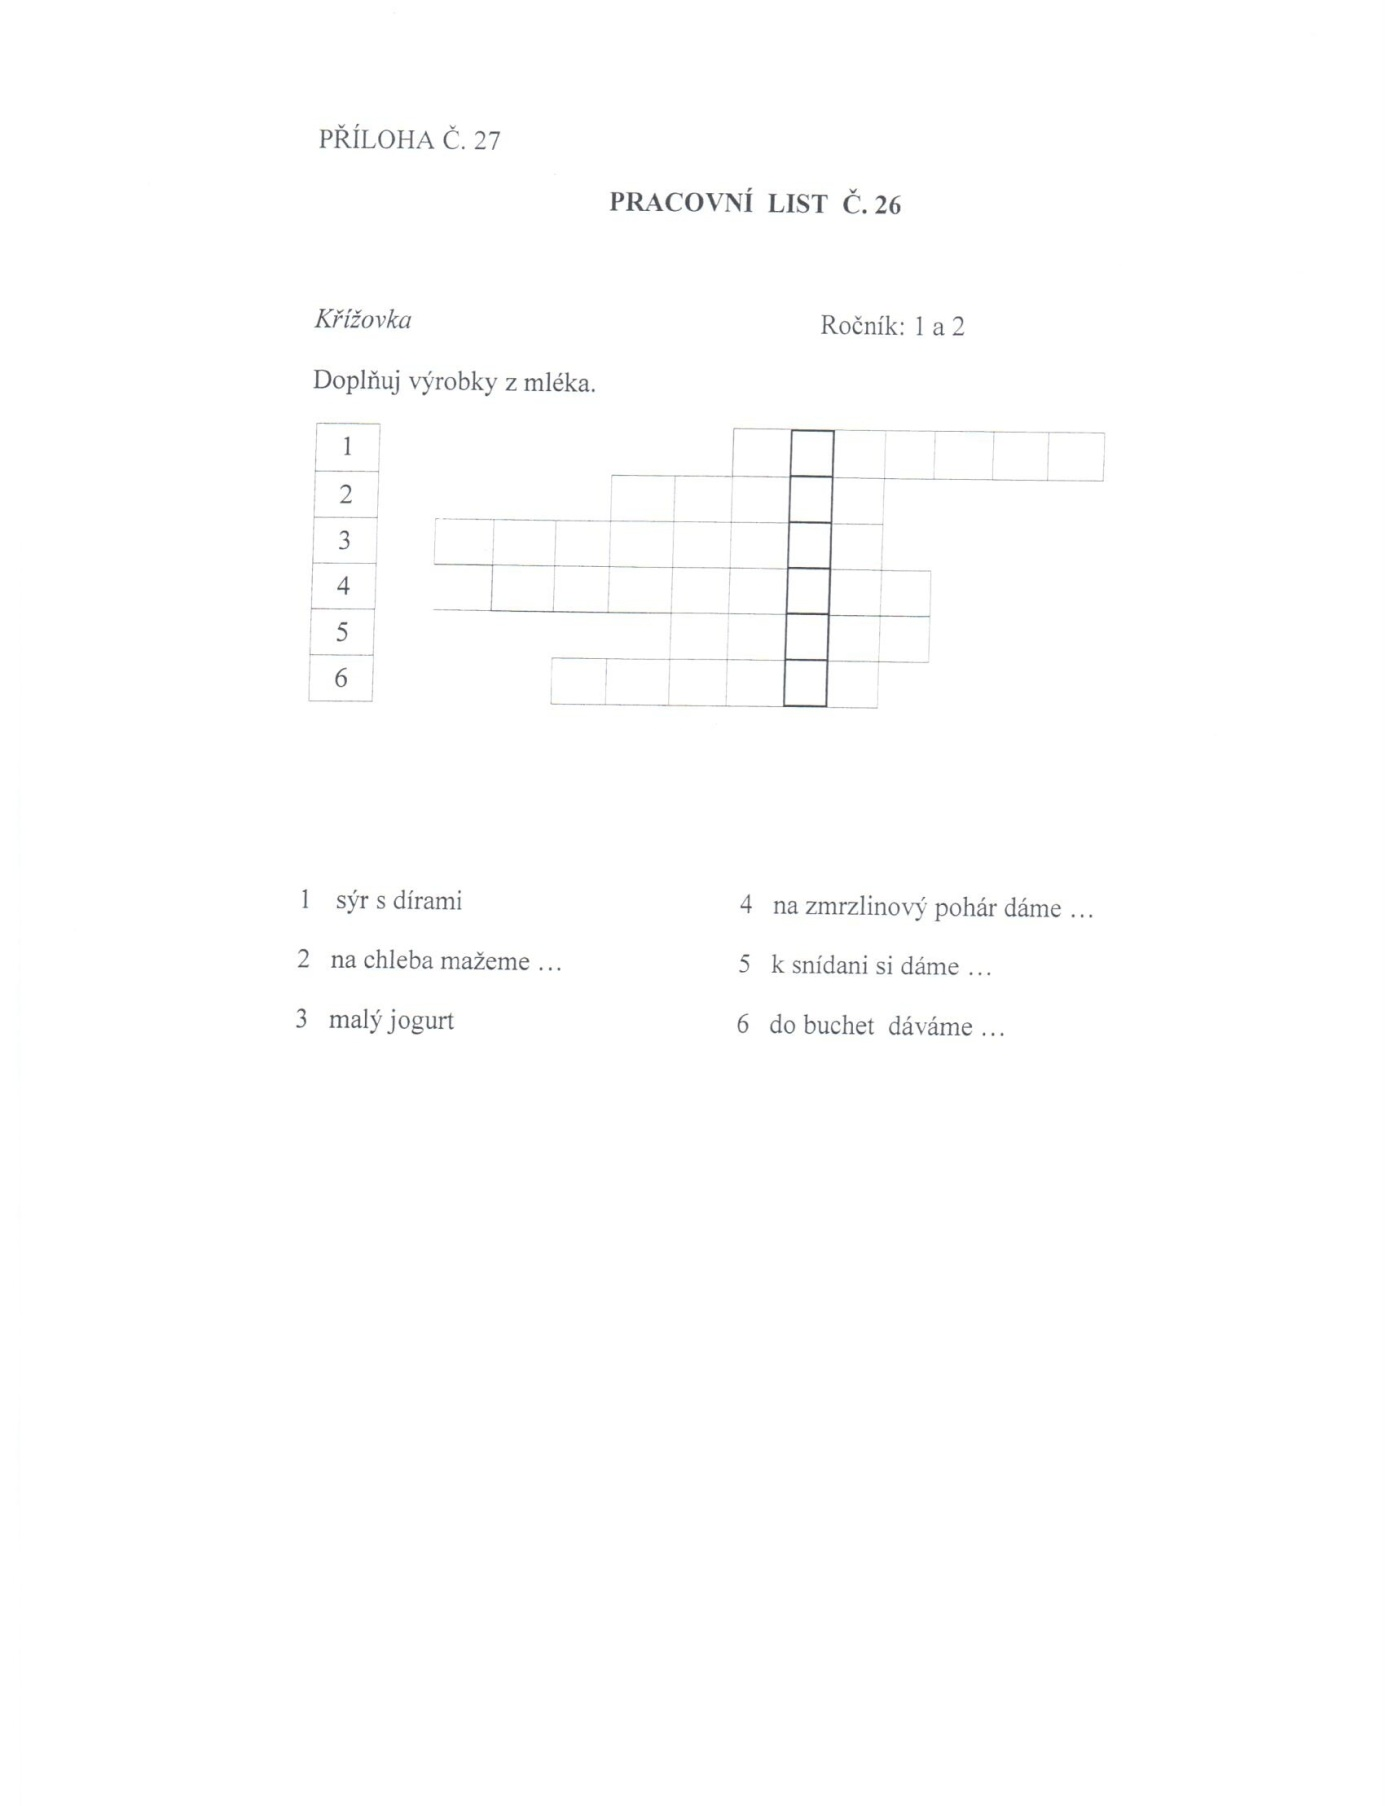 PŘÍLOHA Č. 27
PRACOVNÍ LIST Č. 26
Křížovka
Ročník: 1 a 2
Doplňuj výrobky z mléka.
1
2
3
4
5
6
1 sýr s dírami
2 na chleba mažeme …
3 malý jogurt
4 na zmrzlinový pohár dáme …
5 k snídani si dáme …
6 do buchet dáváme …